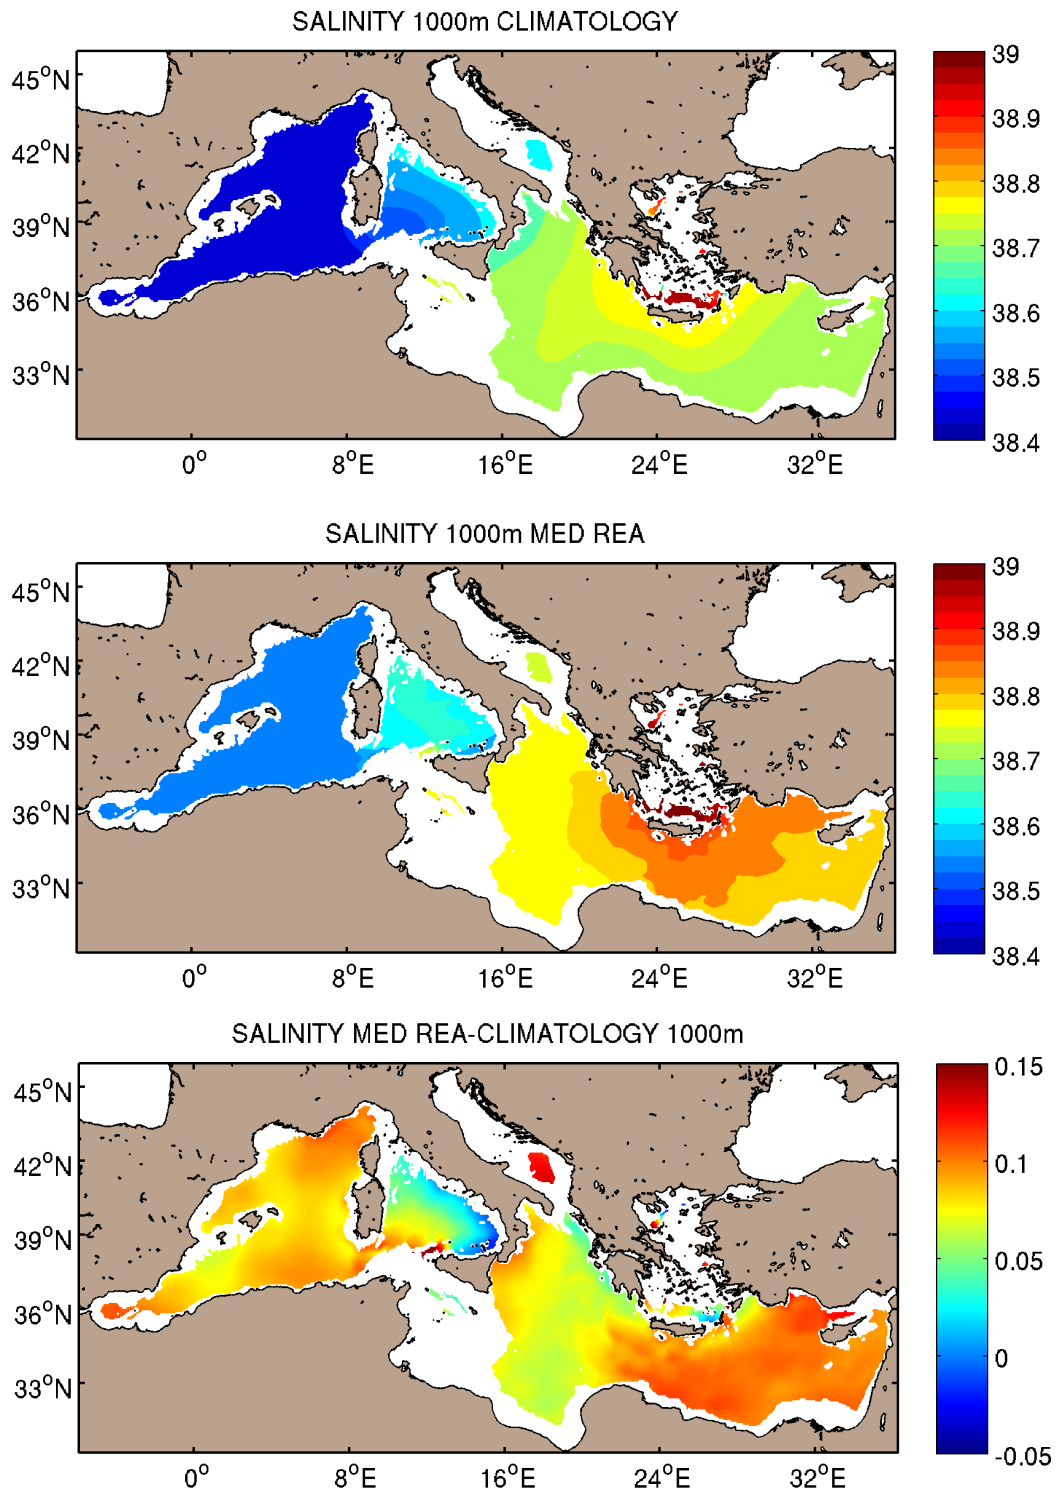 SALINITY 1000m CLIMATOLOGY
45°N
42°N
39°N
36°N
33°N
0°
8°E
16°E
24°E
32°E
39
38.9
38.8
38.7
38.6
38.5
38.4
SALINITY 1000m MED REA
45°N
42°N
39°N
36°N
33°N
0°
8°E
16°E
24°E
32°E
39
38.9
38.8
38.7
38.6
38.5
38.4
SALINITY MED REA-CLIMATOLOGY 1000m
45°N
42°N
39°N
36°N
33°N
0°
8°E
16°E
24°E
32°E
0.15
0.1
0.05
0
-0.05